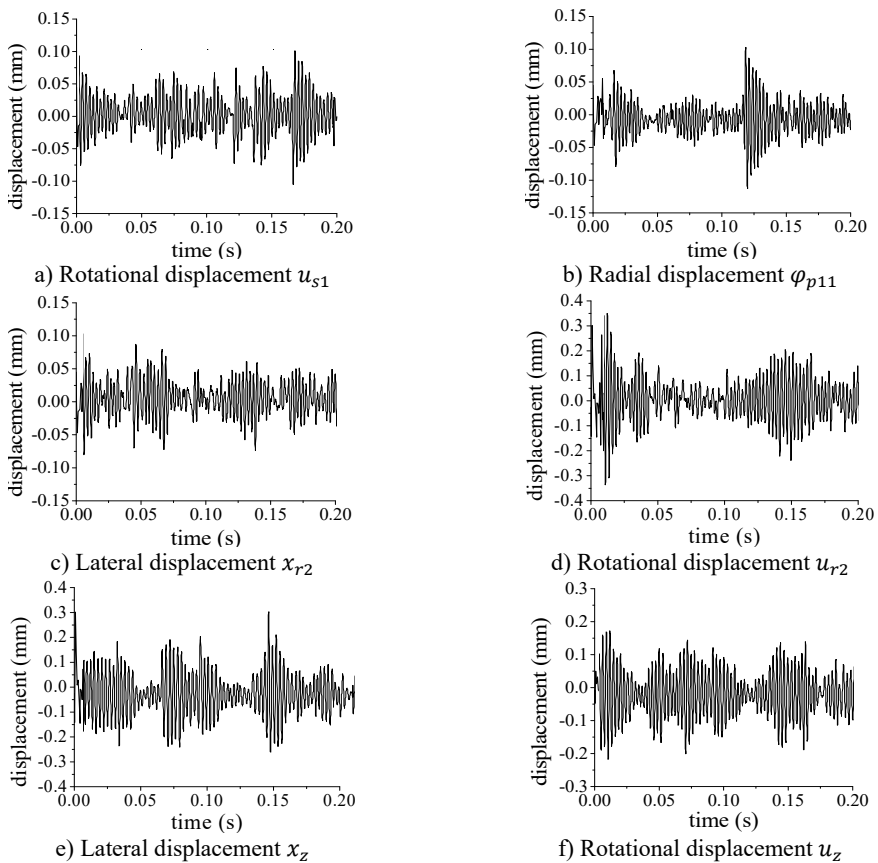 displacement (mm)
0.15
0.10
0.05
0.00
-0.05
-0.10
-0.15
0.00 0.05 0.10 0.15 0.20
time (s)
a) Rotational displacement u_{s1}
displacement (mm)
0.15
0.10
0.05
0.00
-0.05
-0.10
-0.15
0.00 0.05 0.10 0.15 0.20
time (s)
b) Radial displacement φ_{p11}
displacement (mm)
0.15
0.10
0.05
0.00
-0.05
-0.10
-0.15
0.00 0.05 0.10 0.15 0.20
time (s)
c) Lateral displacement x_{r2}
displacement (mm)
0.4
0.3
0.2
0.1
0.0
-0.1
-0.2
-0.3
-0.4
0.00 0.05 0.10 0.15 0.20
time (s)
d) Rotational displacement u_{r2}
displacement (mm)
0.4
0.3
0.2
0.1
0.0
-0.1
-0.2
-0.3
-0.4
0.00 0.05 0.10 0.15 0.20
time (s)
e) Lateral displacement x_z
displacement (mm)
0.3
0.2
0.1
0.0
-0.1
-0.2
-0.3
0.00 0.05 0.10 0.15 0.20
time (s)
f) Rotational displacement u_z